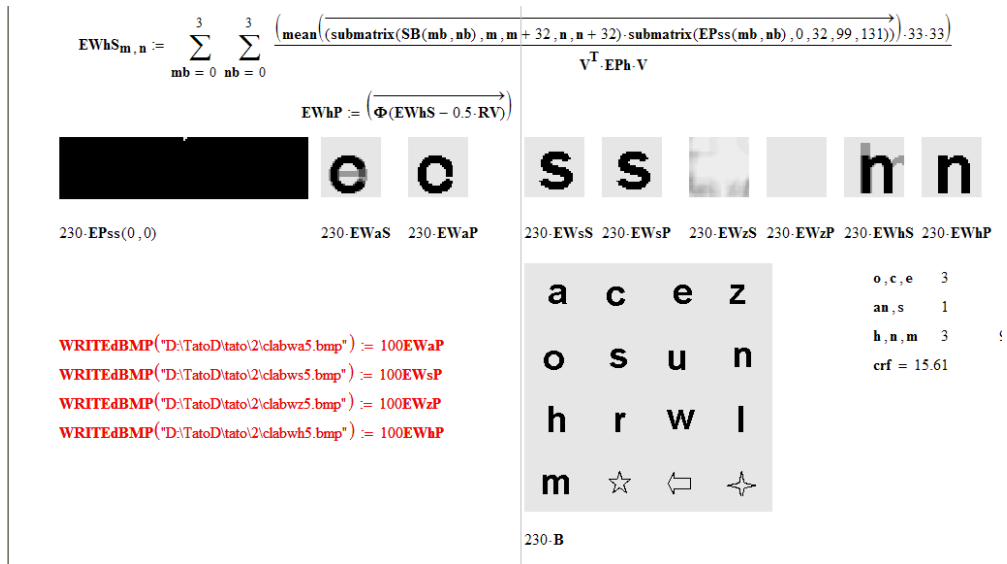 EWhS m,n := 3 3 ∑ ∑ mb = 0 nb = 0 (mean((submatrix(SB(mb,nb),m,m+32,n,n+32)·submatrix(EPss(mb,nb),0,32,99,131)))·33·33) / V^T·EPh·V
EWhP := (Φ(EWhS − 0.5·RV))
e c s s h n
230·EPss(0,0) 230·EWaS 230·EWaP 230·EWsS 230·EWsP 230·EWzS 230·EWzP 230·EWhS 230·EWhP
a c e z
o s u n
h r w l
m
o,c,e 3
an,s 1
h,n,m 3 9
crf = 15.61
WRITEdBMP("D:\TatoD\tato\2\clabwa5.bmp") := 100EWaP
WRITEdBMP("D:\TatoD\tato\2\clabws5.bmp") := 100EWsP
WRITEdBMP("D:\TatoD\tato\2\clabwz5.bmp") := 100EWzP
WRITEdBMP("D:\TatoD\tato\2\clabwh5.bmp") := 100EWhP
230·B